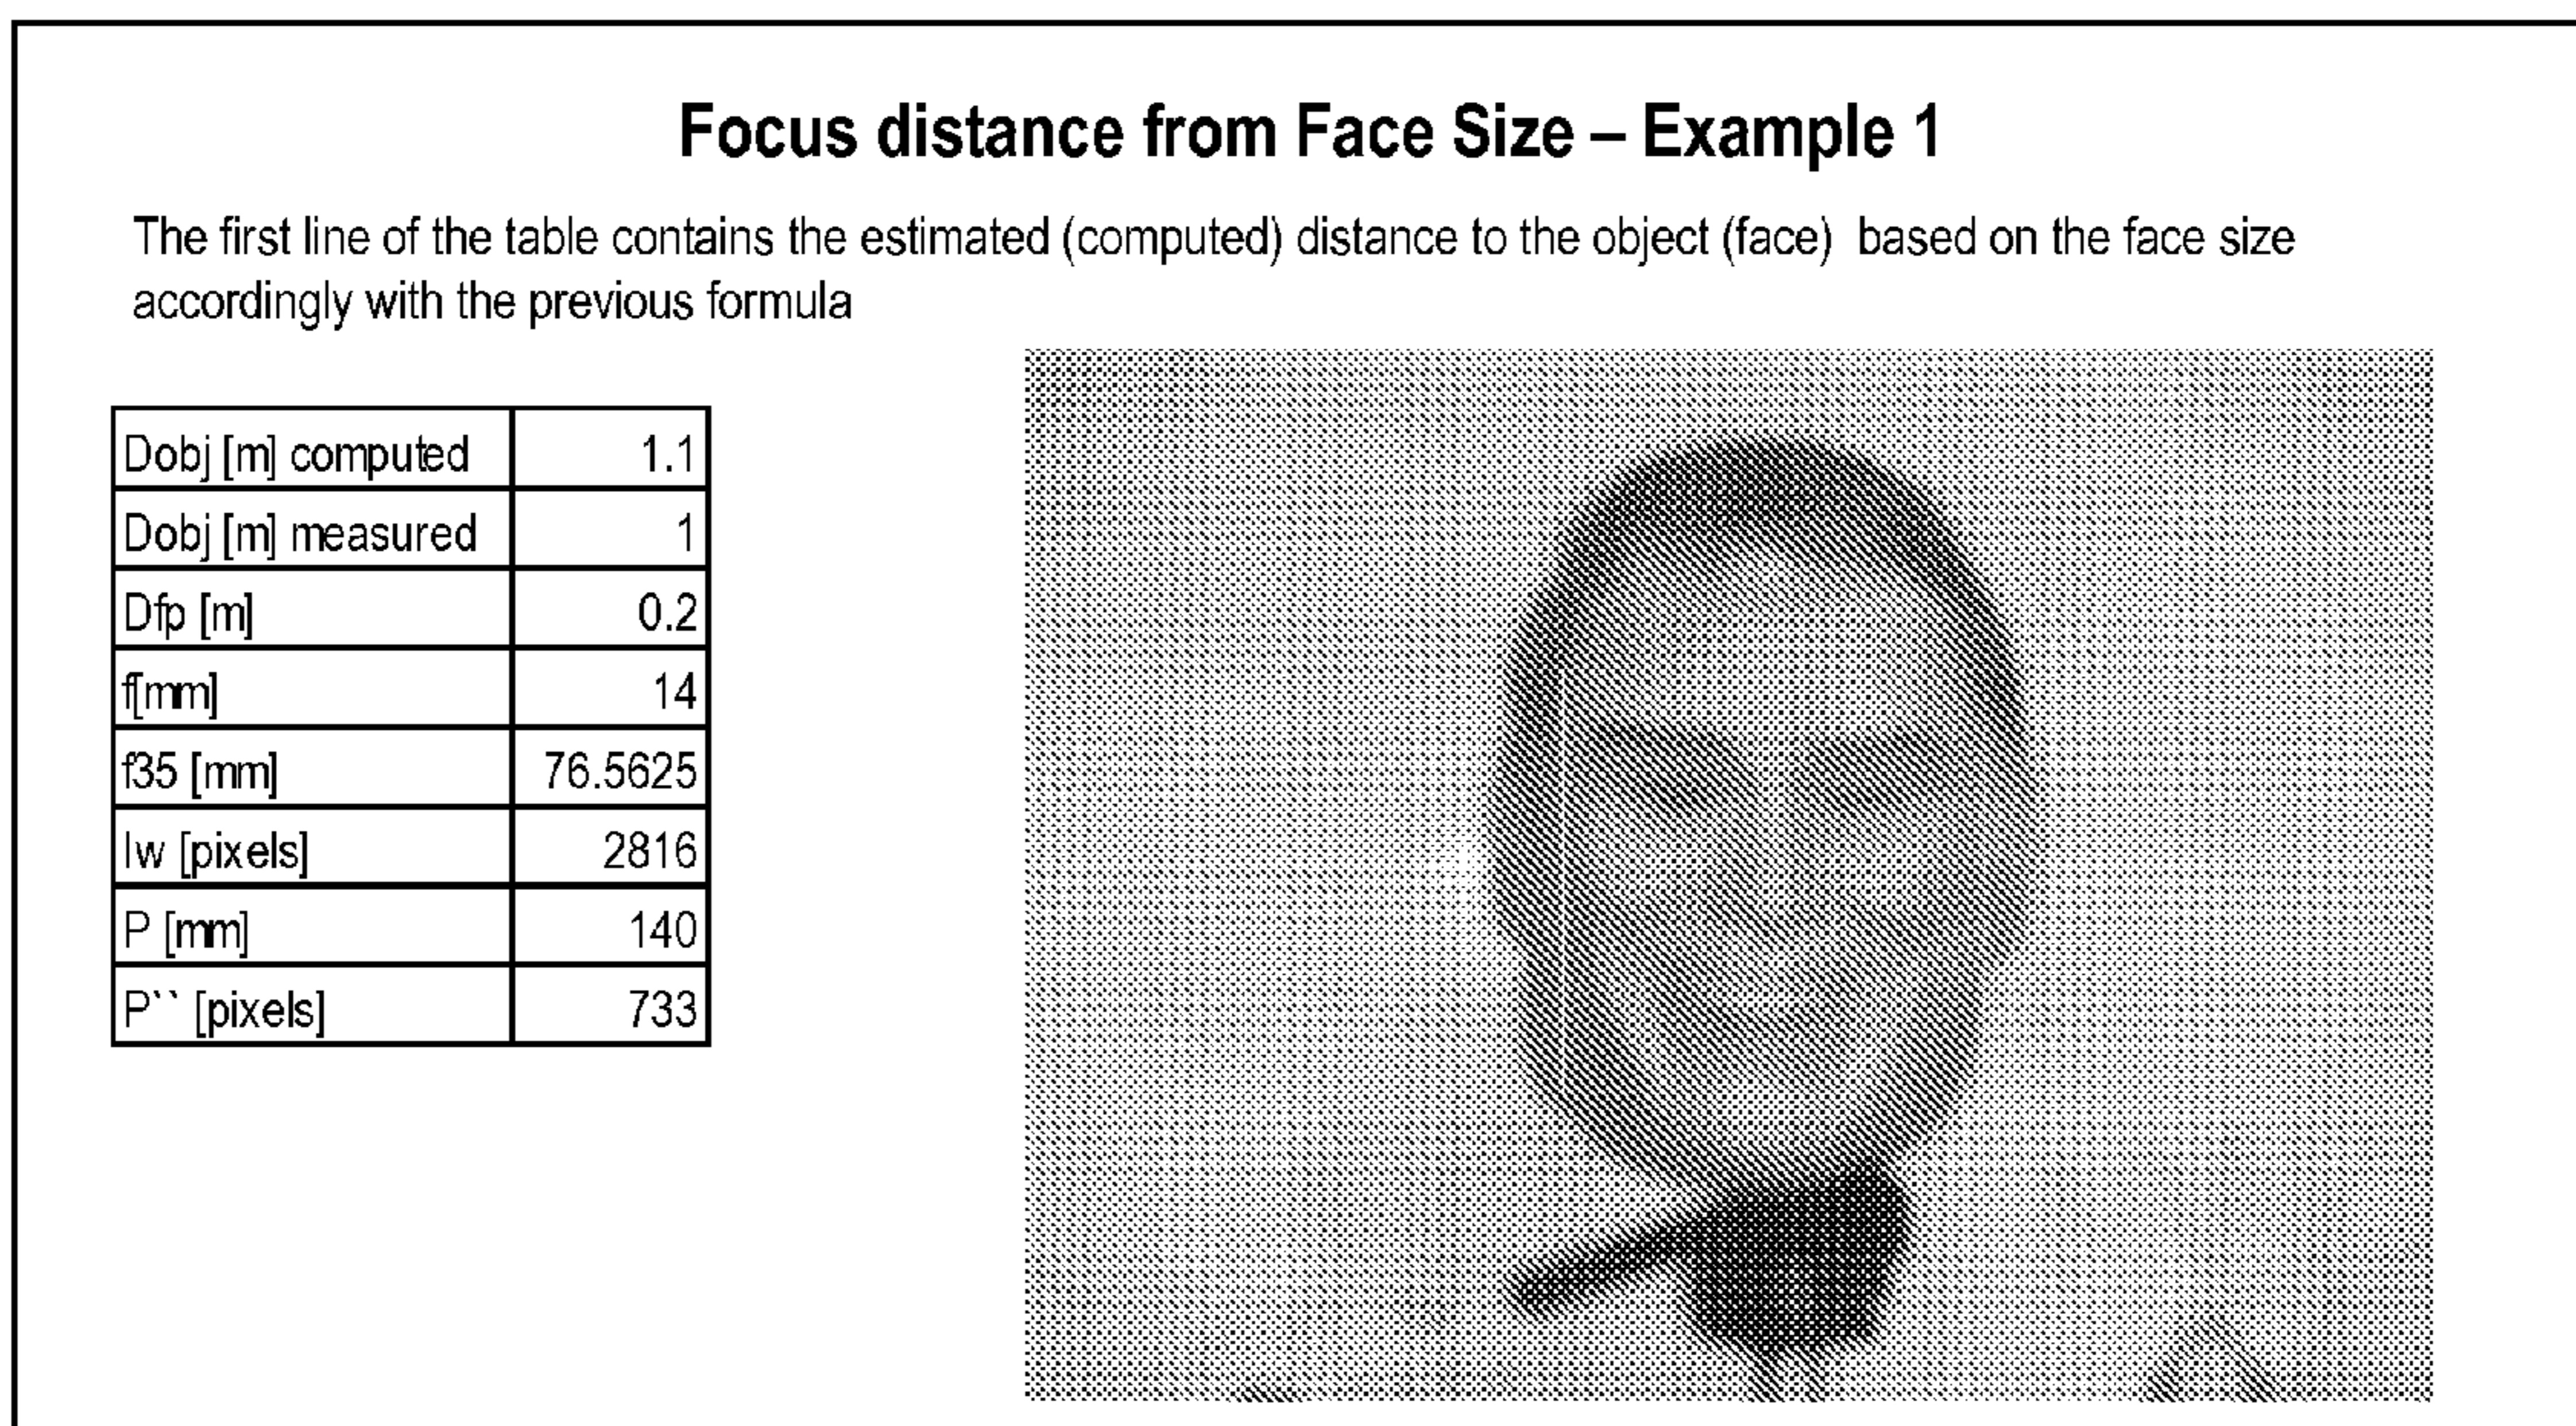 Focus distance from Face Size – Example 1
The first line of the table contains the estimated (computed) distance to the object (face) based on the face size
accordingly with the previous formula
Dobj [m] computed 1.1
Dobj [m] measured 1
Dfp [m] 0.2
f[mm] 14
f35 [mm] 76.5625
Iw [pixels] 2816
P [mm] 140
P`` [pixels] 733